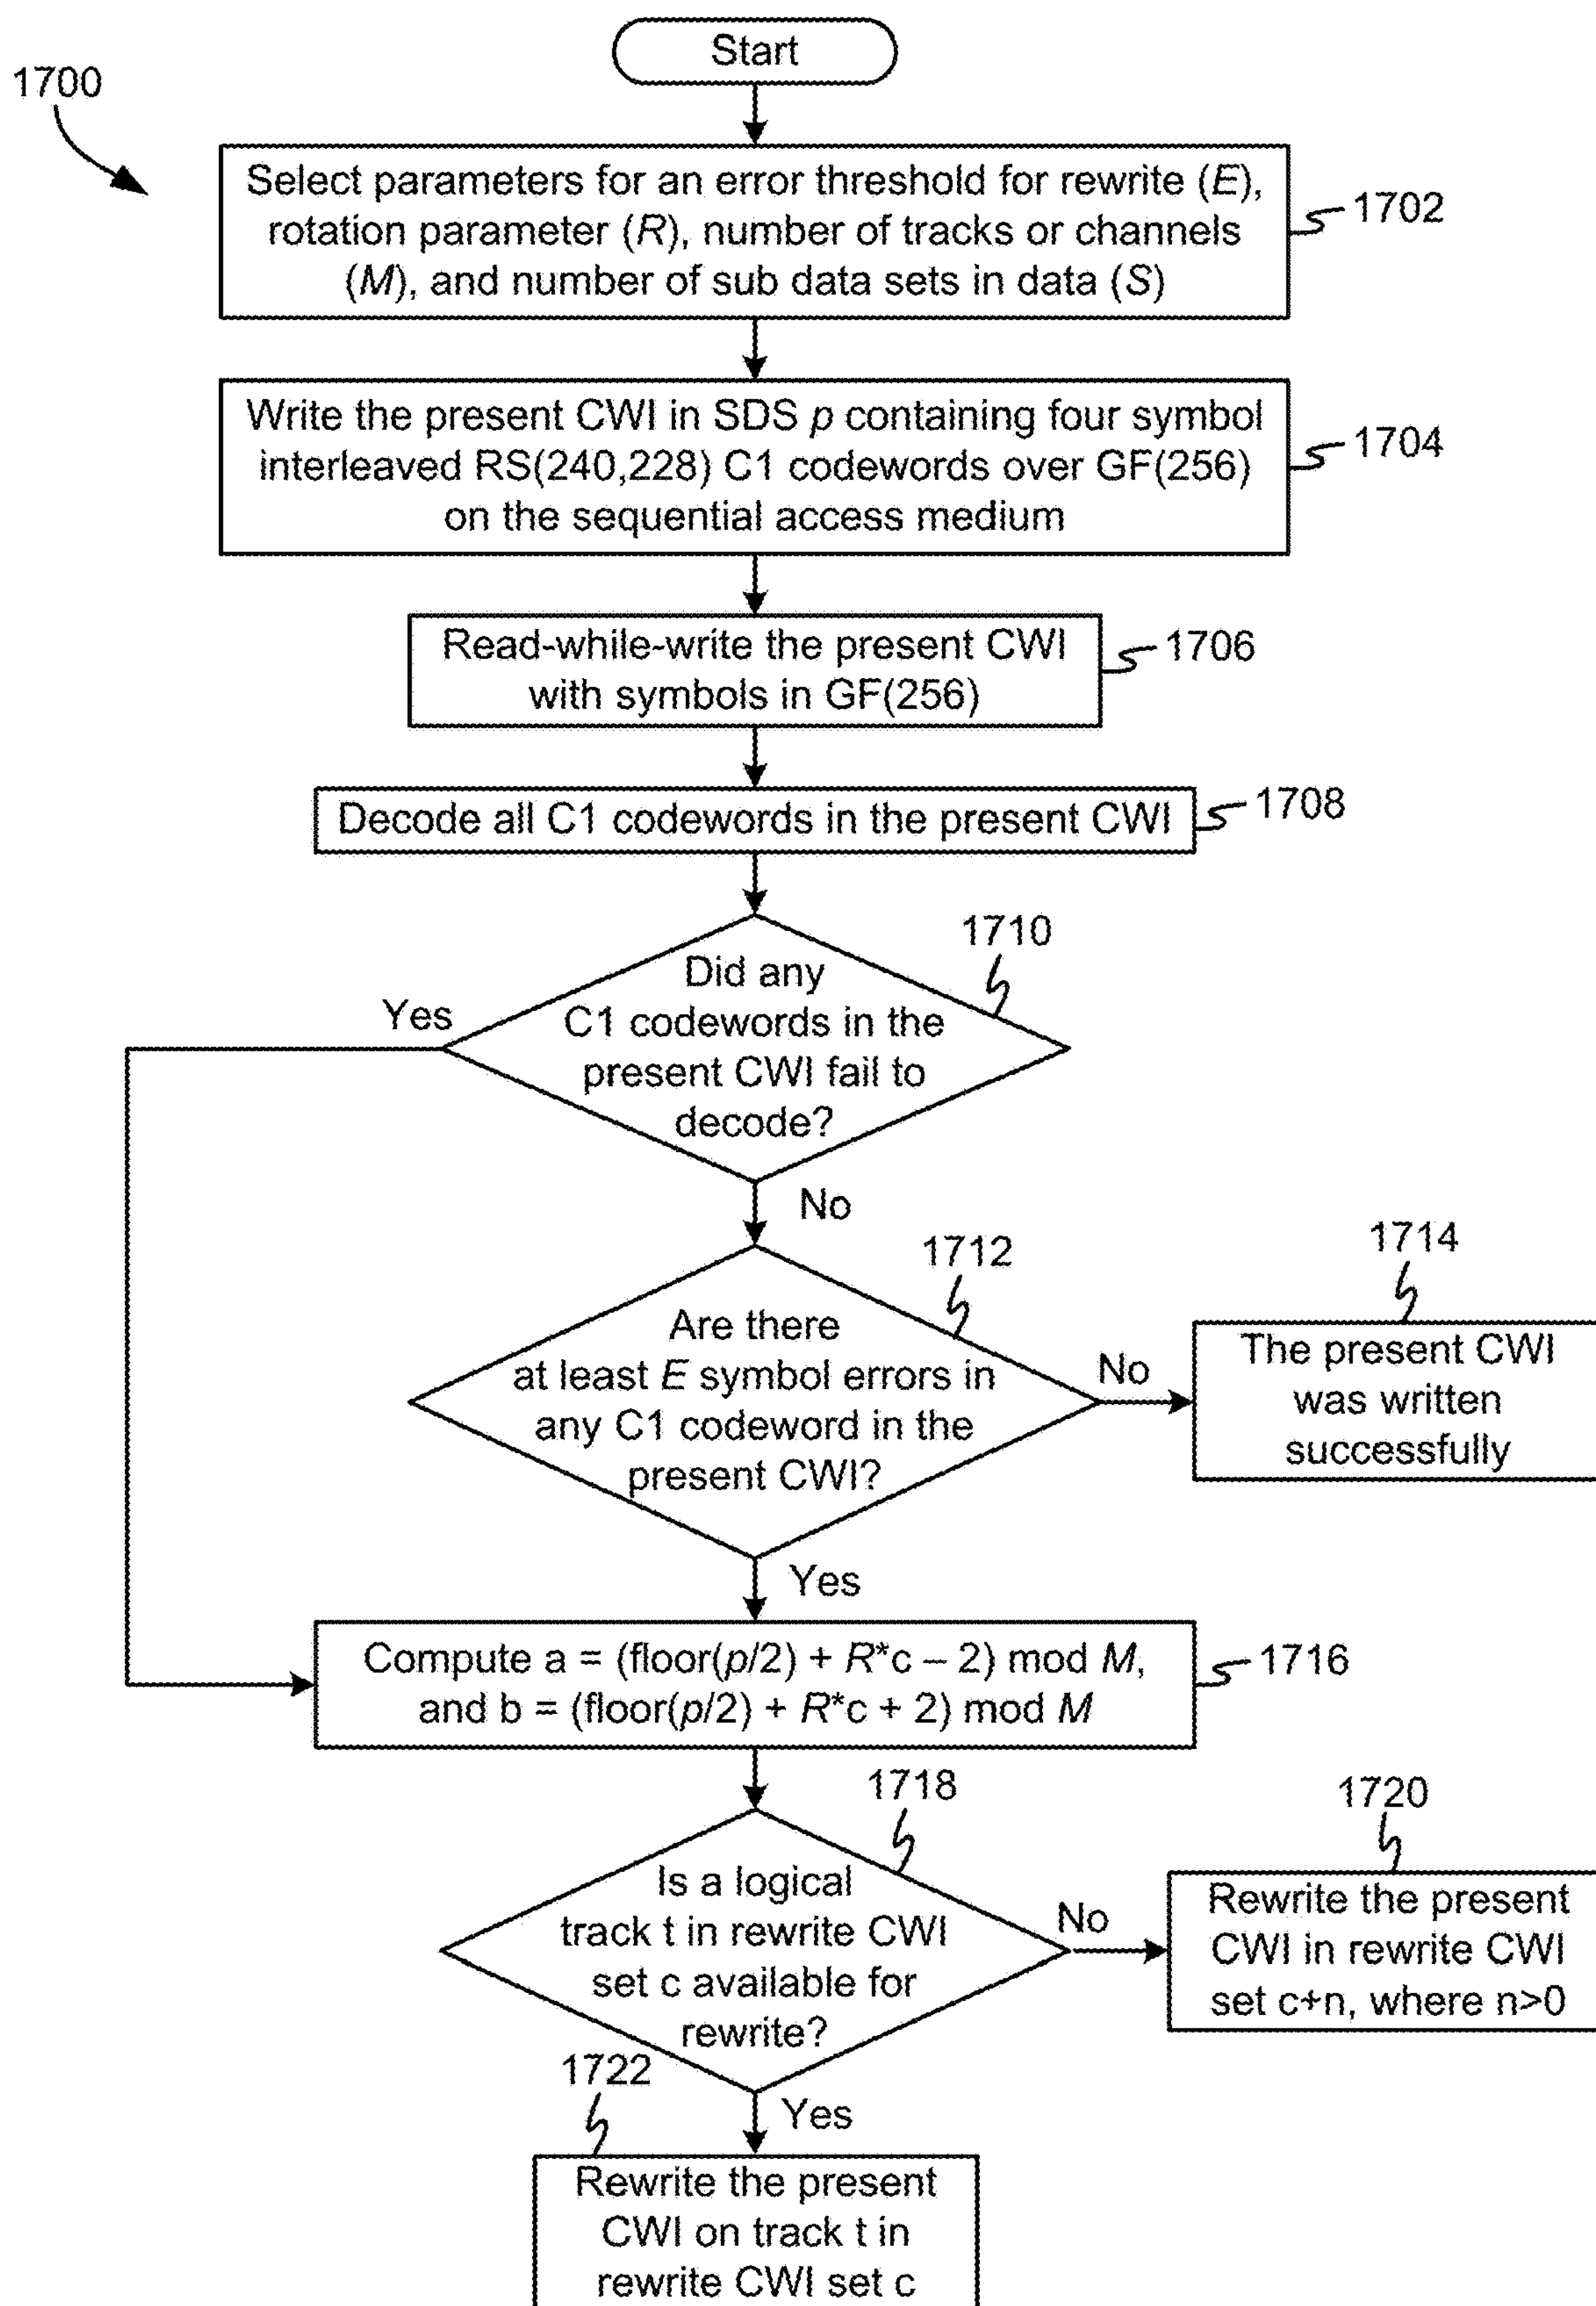 Start
1700
Select parameters for an error threshold for rewrite (E),
rotation parameter (R), number of tracks or channels
(M), and number of sub data sets in data (S)
1702
Write the present CWI in SDS p containing four symbol
interleaved RS(240,228) C1 codewords over GF(256)
on the sequential access medium
1704
Read-while-write the present CWI
with symbols in GF(256)
1706
Decode all C1 codewords in the present CWI
1708
1710
Did any
C1 codewords in the
present CWI fail to
decode?
Yes
No
1712
Are there
at least E symbol errors in
any C1 codeword in the
present CWI?
No
1714
The present CWI
was written
successfully
Yes
Compute a = (floor(p/2) + R*c – 2) mod M,
and b = (floor(p/2) + R*c + 2) mod M
1716
1718
Is a logical
track t in rewrite CWI
set c available for
rewrite?
No
1720
Rewrite the present
CWI in rewrite CWI
set c+n, where n>0
1722
Yes
Rewrite the present
CWI on track t in
rewrite CWI set c